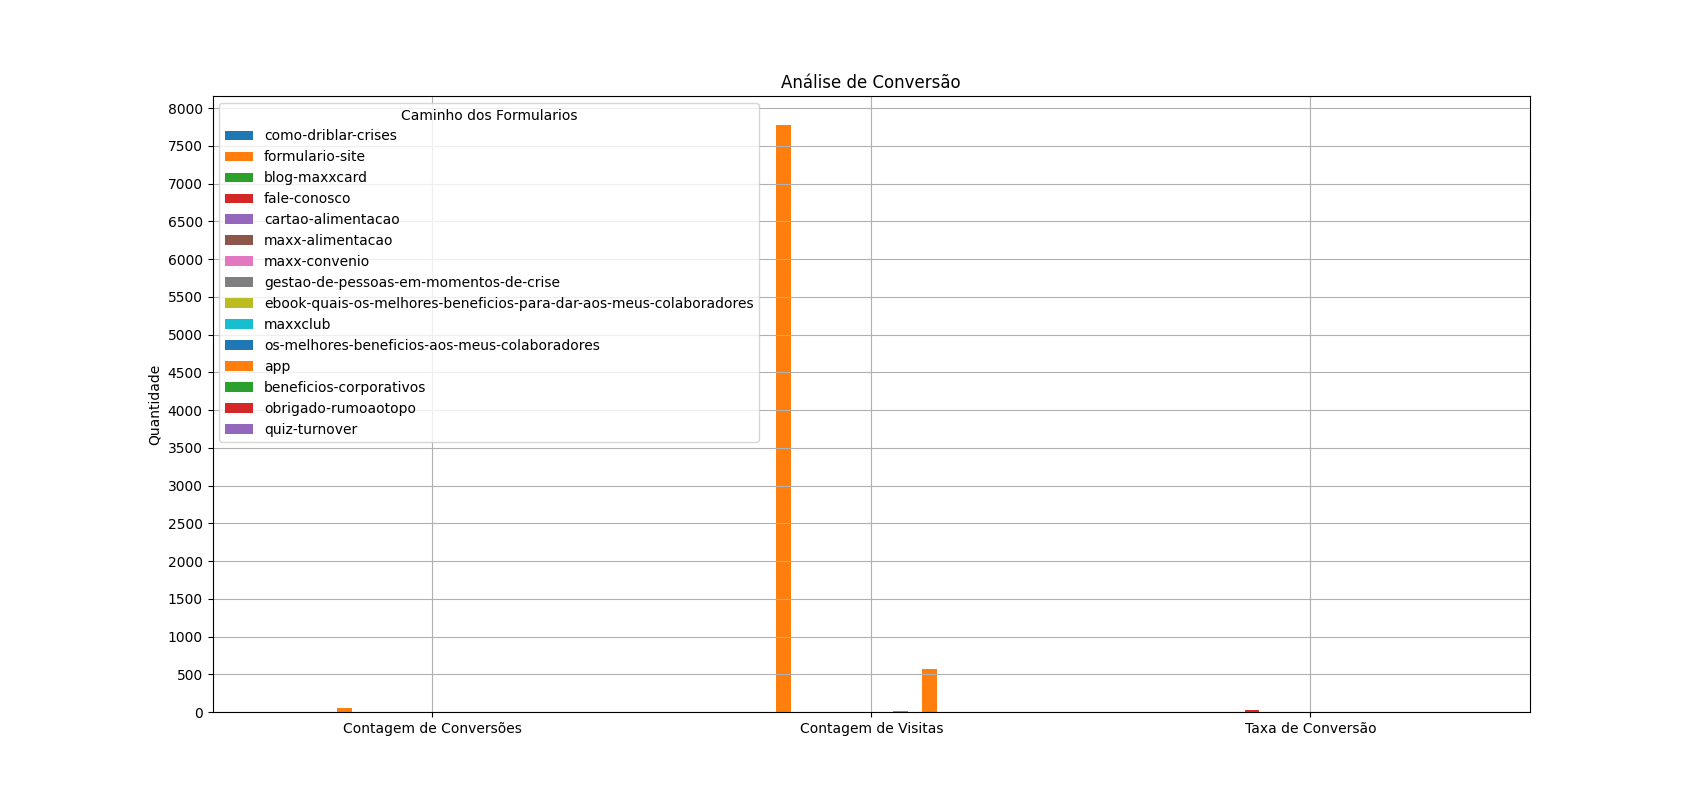 Análise de Conversão
8000
7500
7000
6500
6000
5500
5000
4500
4000
3500
3000
2500
2000
1500
1000
500
0
Quantidade
Caminho dos Formularios
como-driblar-crises
formulario-site
blog-maxxcard
fale-conosco
cartao-alimentacao
maxx-alimentacao
maxx-convenio
gestao-de-pessoas-em-momentos-de-crise
ebook-quais-os-melhores-beneficios-para-dar-aos-meus-colaboradores
maxxclub
os-melhores-beneficios-aos-meus-colaboradores
app
beneficios-corporativos
obrigado-rumoaotopo
quiz-turnover
Contagem de Conversões
Contagem de Visitas
Taxa de Conversão